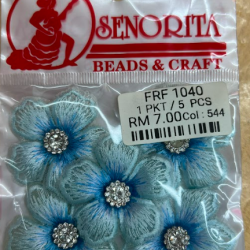 SENORITA
BEADS & CRAFT
FRF 1040
1 PKT / 5 PCS
RM 7.00 Col : 544